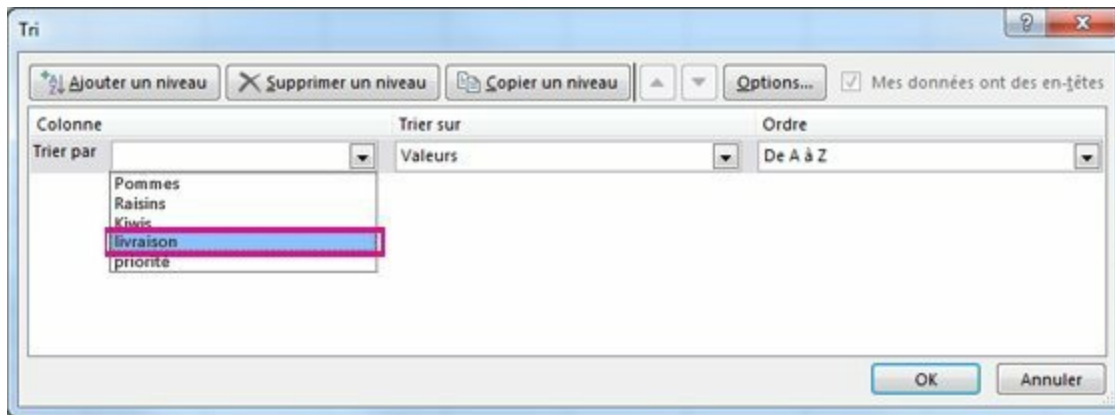 Tri
Ajouter un niveau Supprimer un niveau Copier un niveau Options... Mes données ont des en-têtes
Colonne Trier sur Ordre
Trier par Valeurs De A à Z
Pommes
Raisins
Kiwis
livraison
priorité
OK Annuler